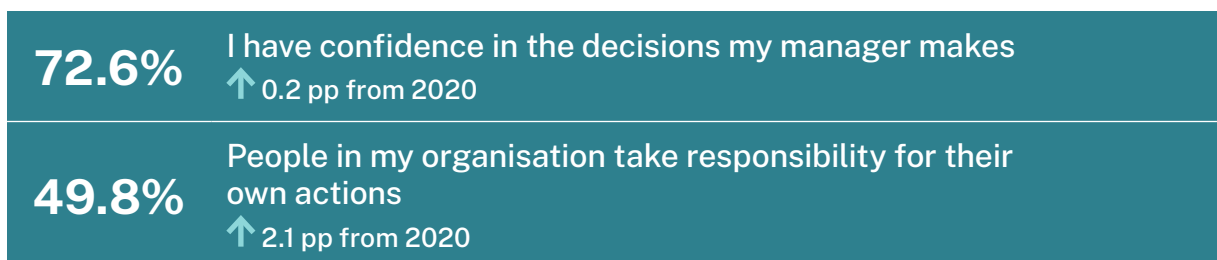 72.6%
I have confidence in the decisions my manager makes
↑ 0.2 pp from 2020
49.8%
People in my organisation take responsibility for their
own actions
↑ 2.1 pp from 2020